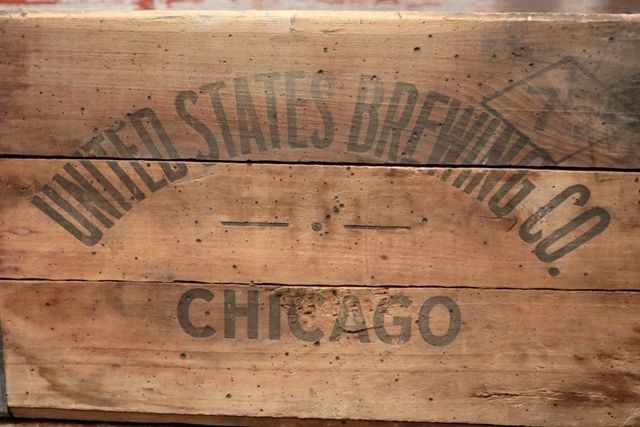 UNITED STATES BREWING CO.
CHICAGO